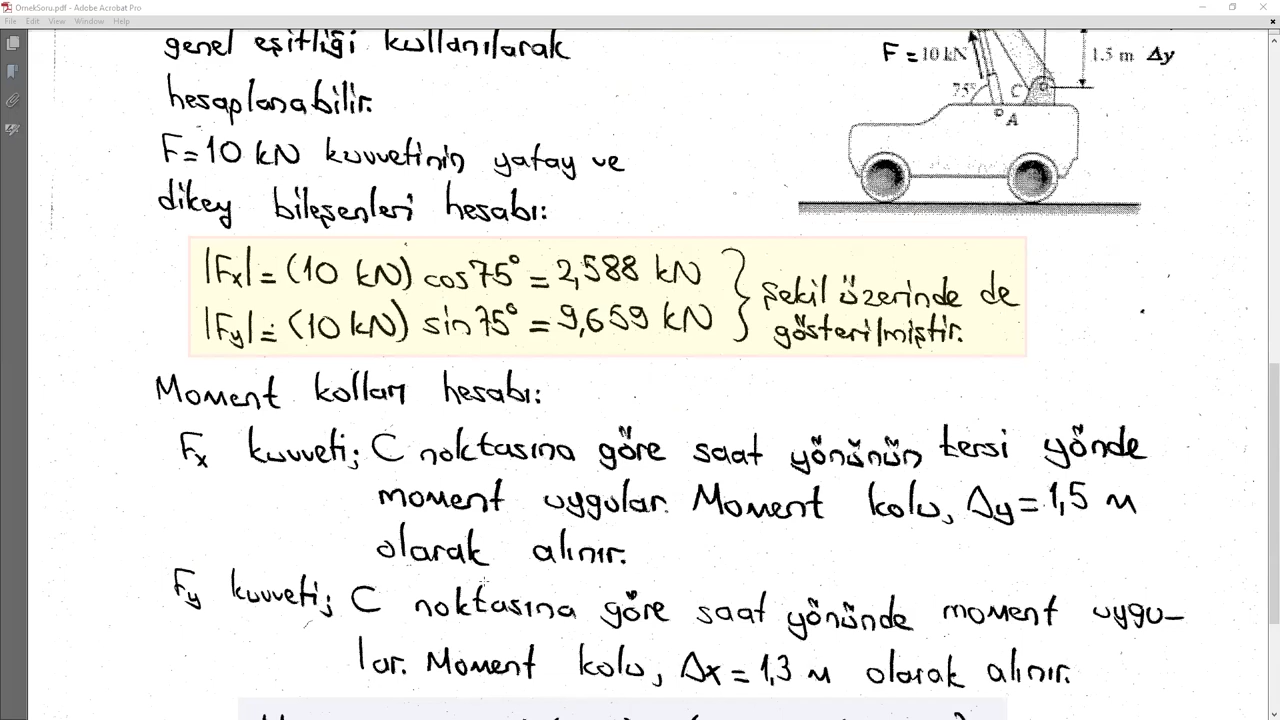 OrnekSoru.pdf - Adobe Acrobat Pro
File Edit View Window Help
genel eşitliği kullanılarak
hesaplanabilir.
F=10 kN kuvvetinin yatay ve
dikey bileşenleri hesabı:
F = 10 kN
1.5 m Δy
75°
C
A
|Fx| = (10 kN) cos75° = 2,588 kN
|Fy| = (10 kN) sin75° = 9,659 kN
şekil üzerinde de
gösterilmiştir.
Moment kolları hesabı:
Fx kuvveti; C noktasına göre saat yönünün tersi yönde
moment uygular. Moment kolu, Δy = 1,5 m
olarak alınır.
Fy kuvveti; C noktasına göre saat yönünde moment uygu-
lar. Moment kolu, Δx = 1,3 m olarak alınır.